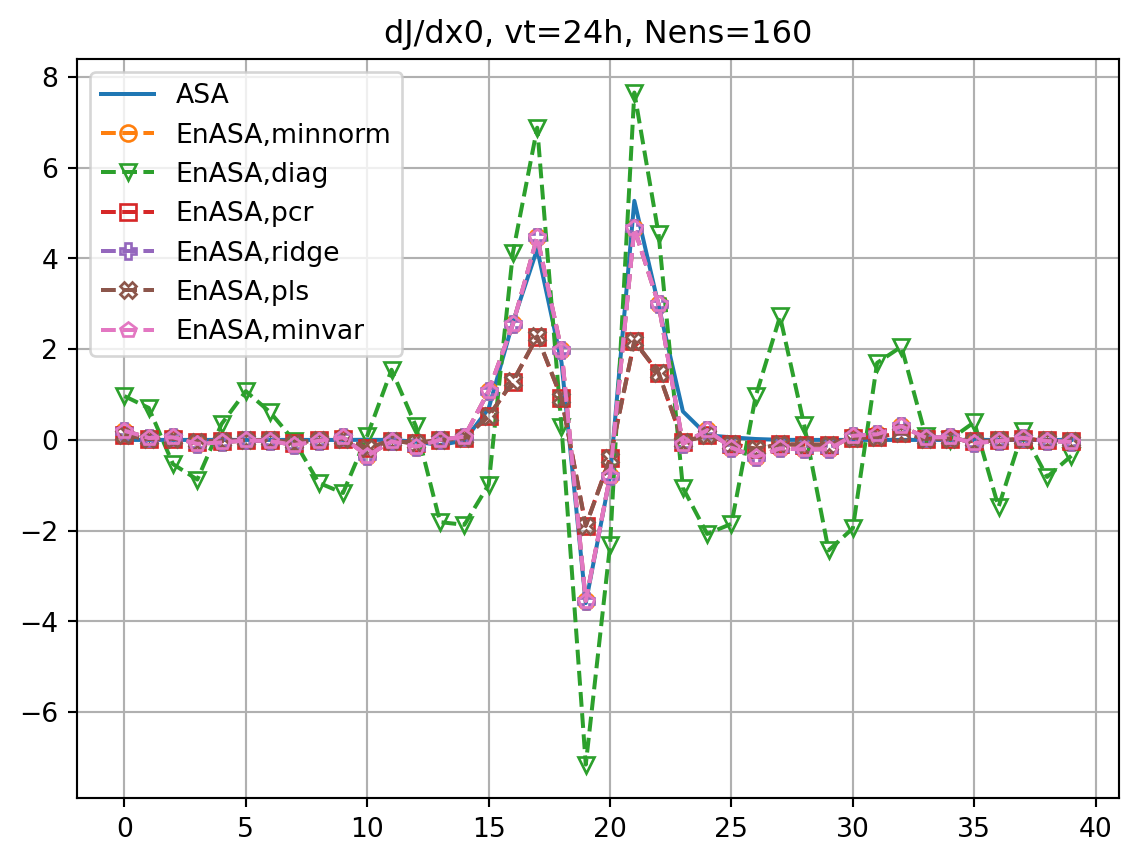 dJ/dx0, vt=24h, Nens=160
8
6
4
2
0
−2
−4
−6
ASA
EnASA,minnorm
EnASA,diag
EnASA,pcr
EnASA,ridge
EnASA,pls
EnASA,minvar
0 5 10 15 20 25 30 35 40